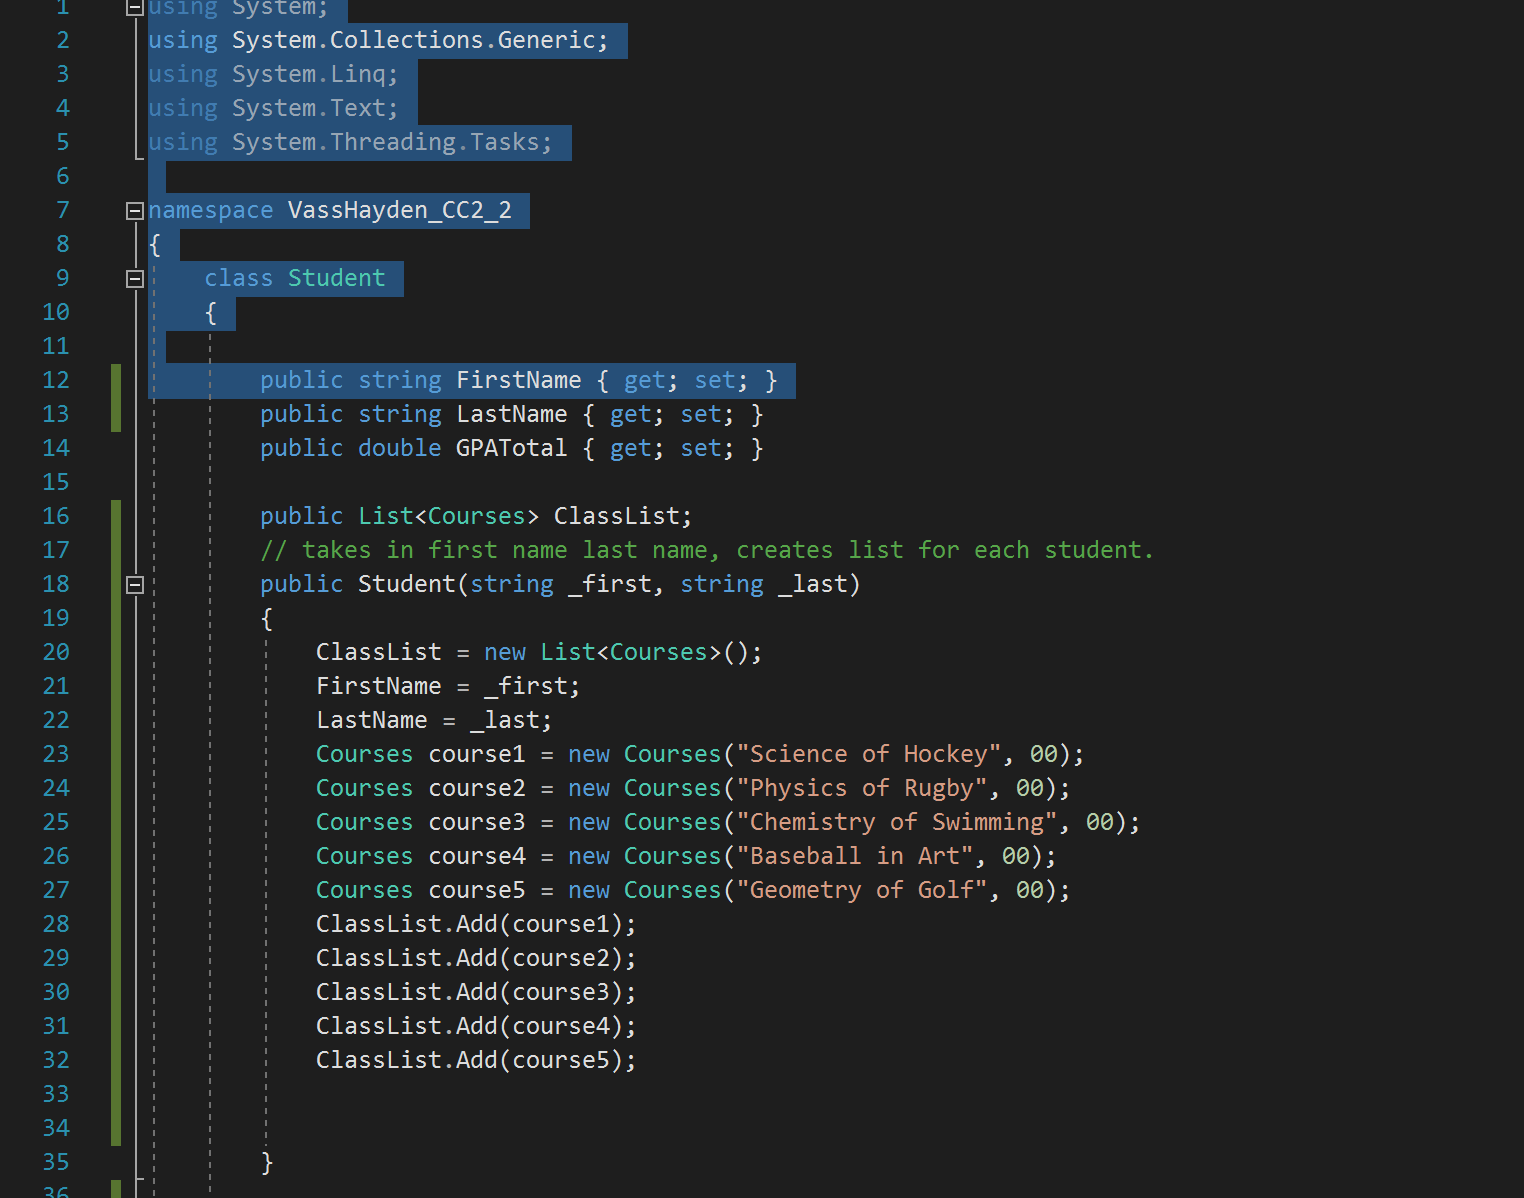 1 using System;
2 using System.Collections.Generic;
3 using System.Linq;
4 using System.Text;
5 using System.Threading.Tasks;
6
7 namespace VassHayden_CC2_2
8 {
9 class Student
10 {
11
12 public string FirstName { get; set; }
13 public string LastName { get; set; }
14 public double GPATotal { get; set; }
15
16 public List<Courses> ClassList;
17 // takes in first name last name, creates list for each student.
18 public Student(string _first, string _last)
19 {
20 ClassList = new List<Courses>();
21 FirstName = _first;
22 LastName = _last;
23 Courses course1 = new Courses("Science of Hockey", 00);
24 Courses course2 = new Courses("Physics of Rugby", 00);
25 Courses course3 = new Courses("Chemistry of Swimming", 00);
26 Courses course4 = new Courses("Baseball in Art", 00);
27 Courses course5 = new Courses("Geometry of Golf", 00);
28 ClassList.Add(course1);
29 ClassList.Add(course2);
30 ClassList.Add(course3);
31 ClassList.Add(course4);
32 ClassList.Add(course5);
33
34
35 }
36